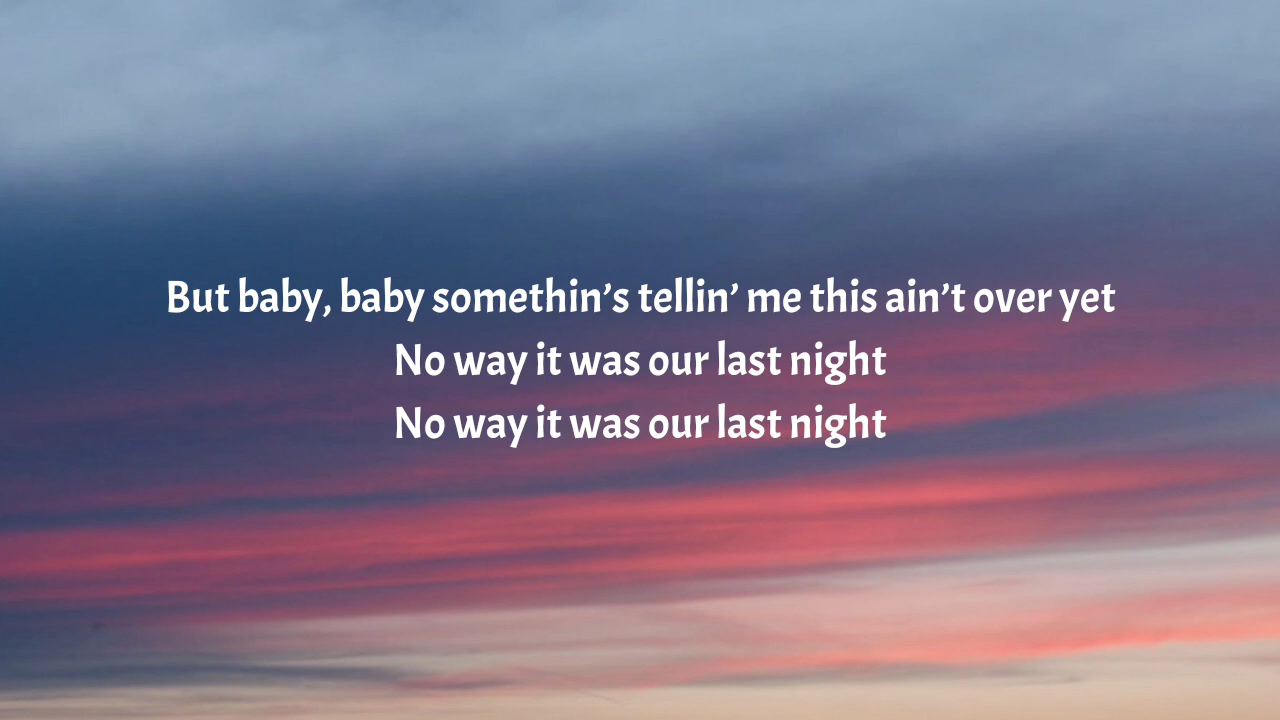 But baby, baby somethin’s tellin’ me this ain’t over yet
No way it was our last night
No way it was our last night